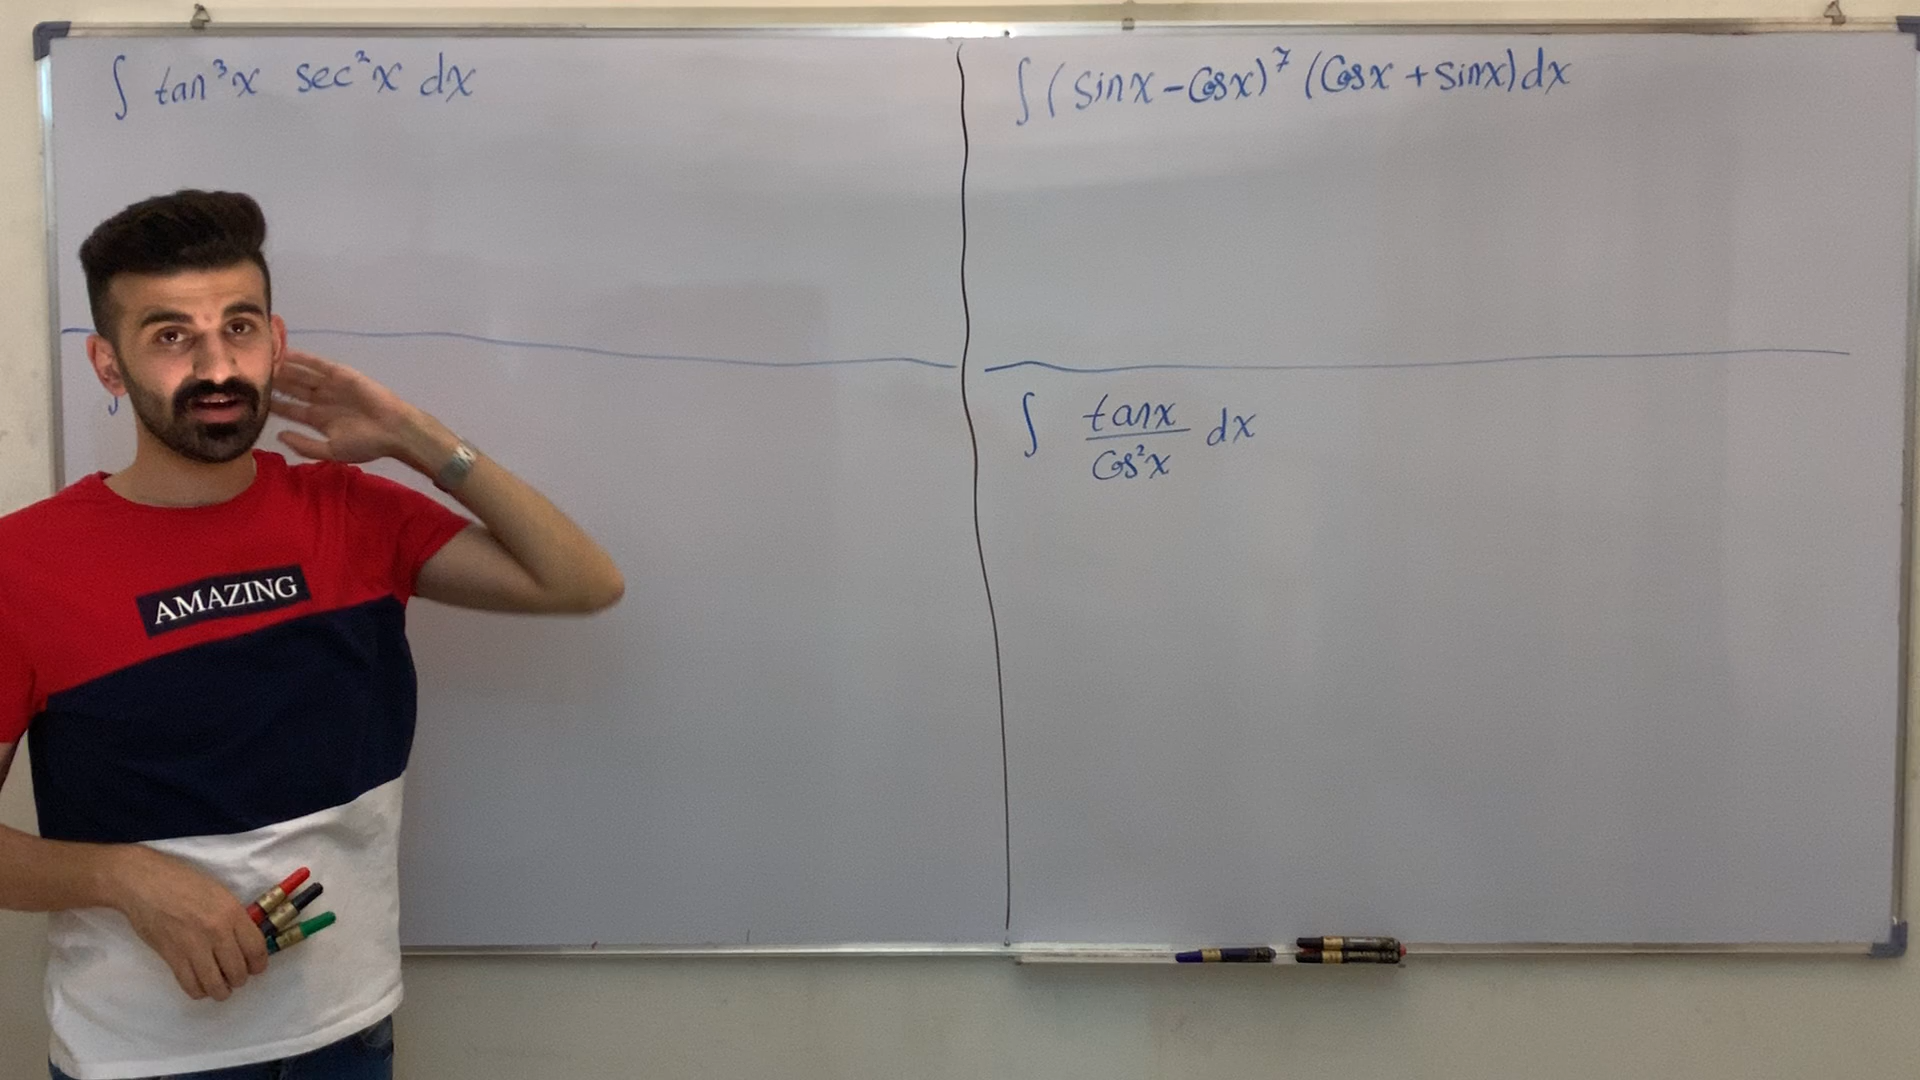 ∫ tan³x sec²x dx
∫ (sinx - Cosx)⁷ (Cosx + sinx) dx
∫ tanx / Cos²x dx
AMAZING